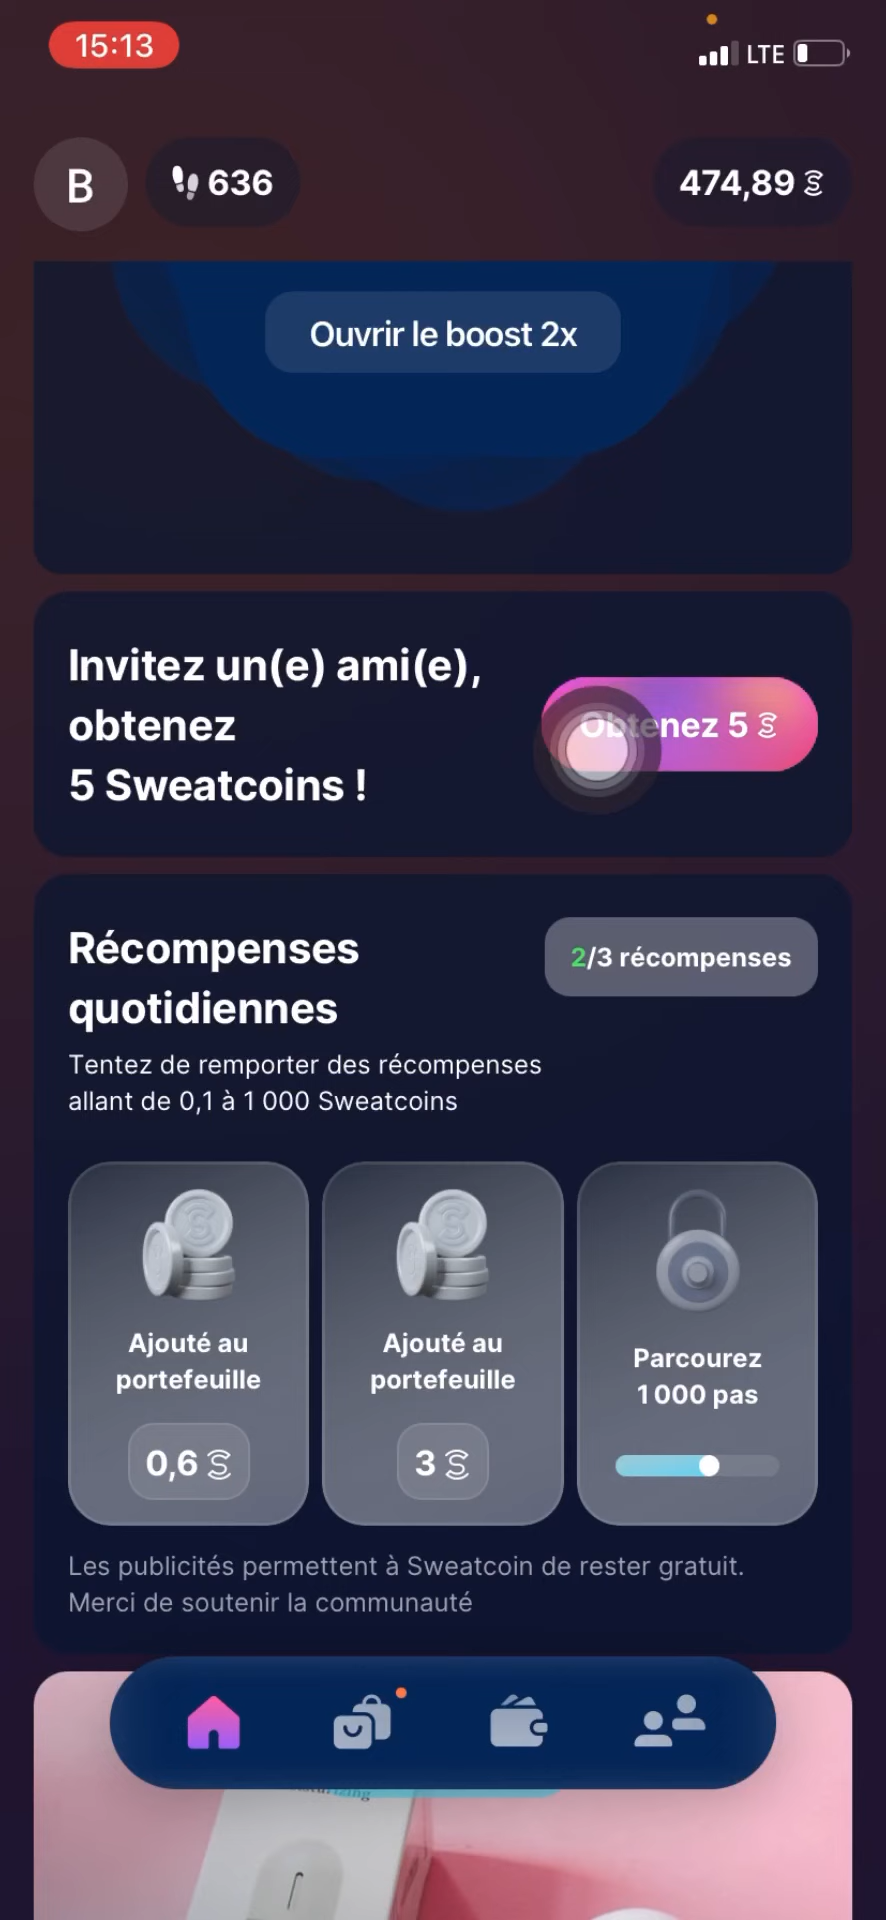 15:13
LTE
B
636
474,89
Ouvrir le boost 2x
Invitez un(e) ami(e),
obtenez
5 Sweatcoins !
Obtenez 5
Récompenses
quotidiennes
2/3 récompenses
Tentez de remporter des récompenses
allant de 0,1 à 1 000 Sweatcoins
Ajouté au
portefeuille
0,6
Ajouté au
portefeuille
3
Parcourez
1 000 pas
Les publicités permettent à Sweatcoin de rester gratuit.
Merci de soutenir la communauté